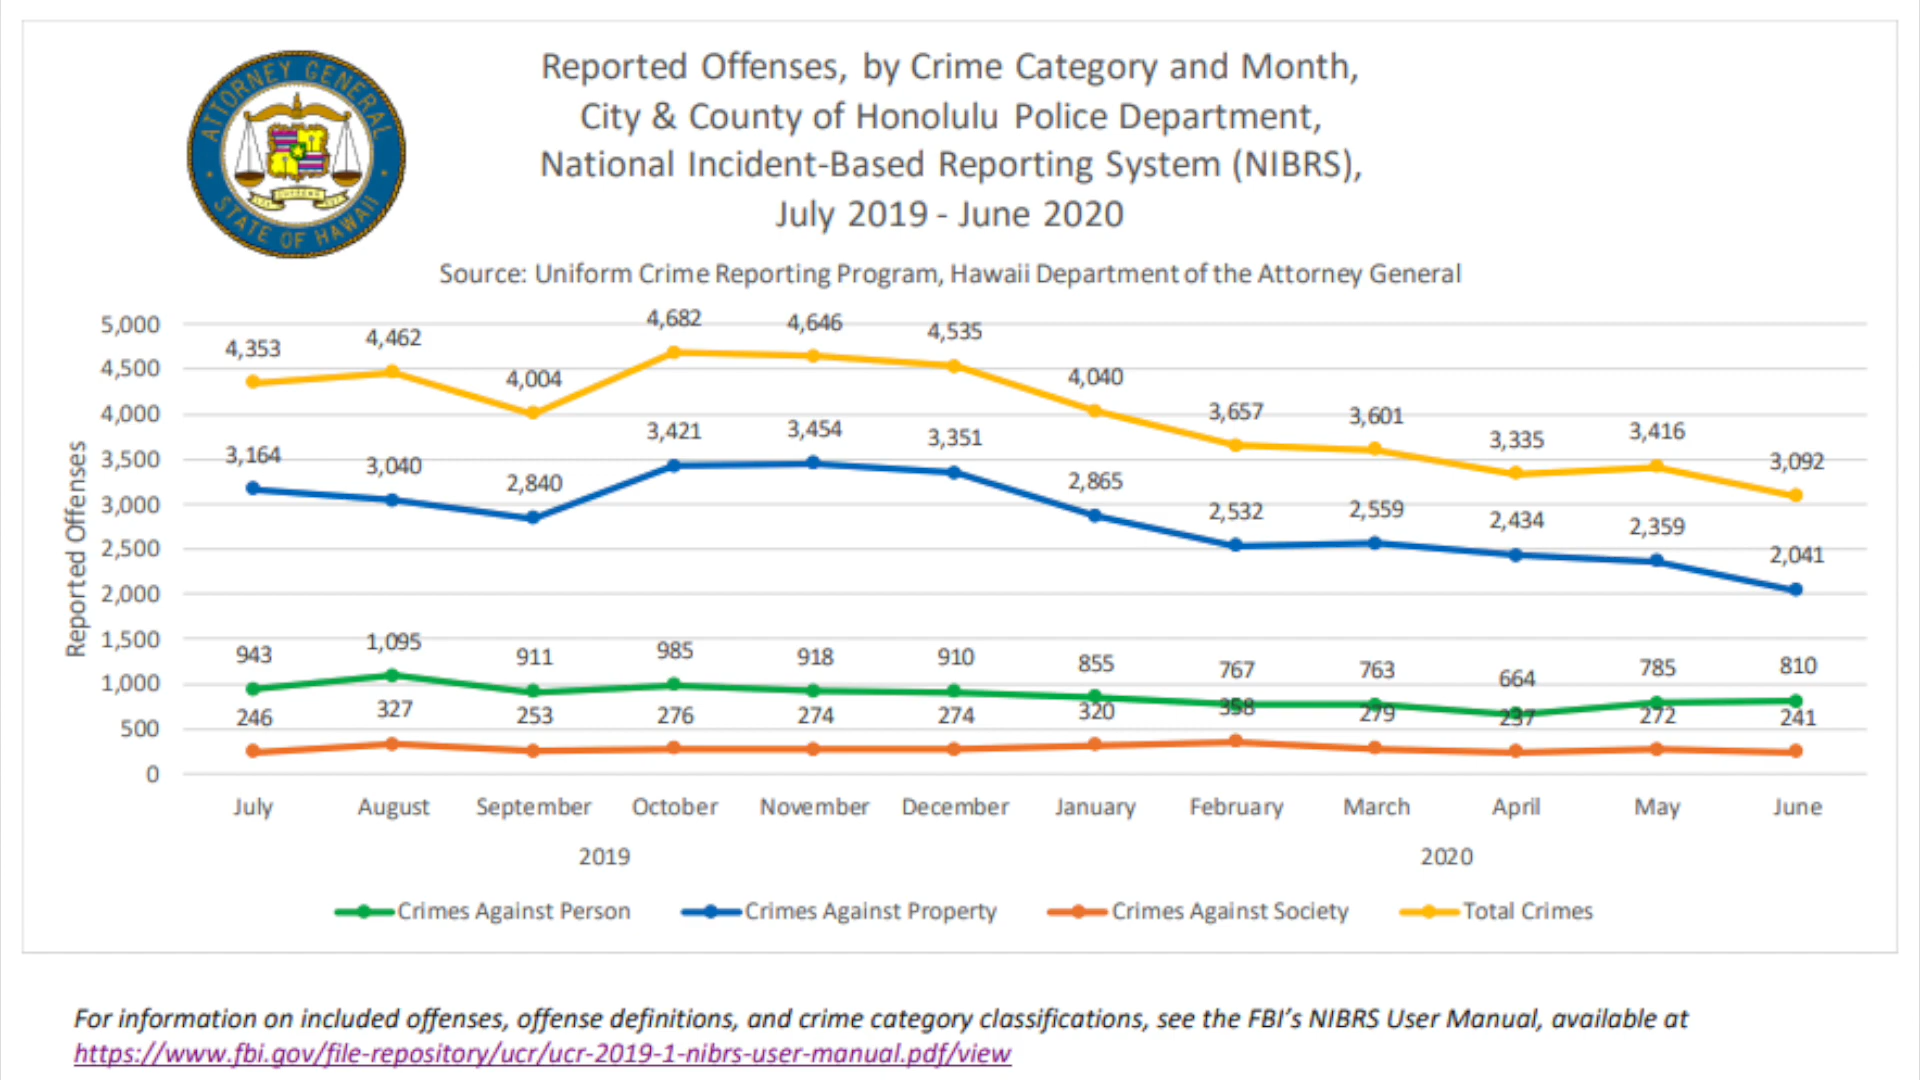 ATTORNEY GENERAL
STATE OF HAWAII
Reported Offenses, by Crime Category and Month,
City & County of Honolulu Police Department,
National Incident-Based Reporting System (NIBRS),
July 2019 - June 2020
Source: Uniform Crime Reporting Program, Hawaii Department of the Attorney General
Reported Offenses
5,000
4,500
4,000
3,500
3,000
2,500
2,000
1,500
1,000
500
0
4,353 4,462 4,004 4,682 4,646 4,535 4,040 3,657 3,601 3,335 3,416 3,092
3,164 3,040 2,840 3,421 3,454 3,351 2,865 2,532 2,559 2,434 2,359 2,041
943 1,095 911 985 918 910 855 767 763 664 785 810
246 327 253 276 274 274 320 358 279 237 272 241
July August September October November December January February March April May June
2019 2020
Crimes Against Person Crimes Against Property Crimes Against Society Total Crimes
For information on included offenses, offense definitions, and crime category classifications, see the FBI's NIBRS User Manual, available at
https://www.fbi.gov/file-repository/ucr/ucr-2019-1-nibrs-user-manual.pdf/view